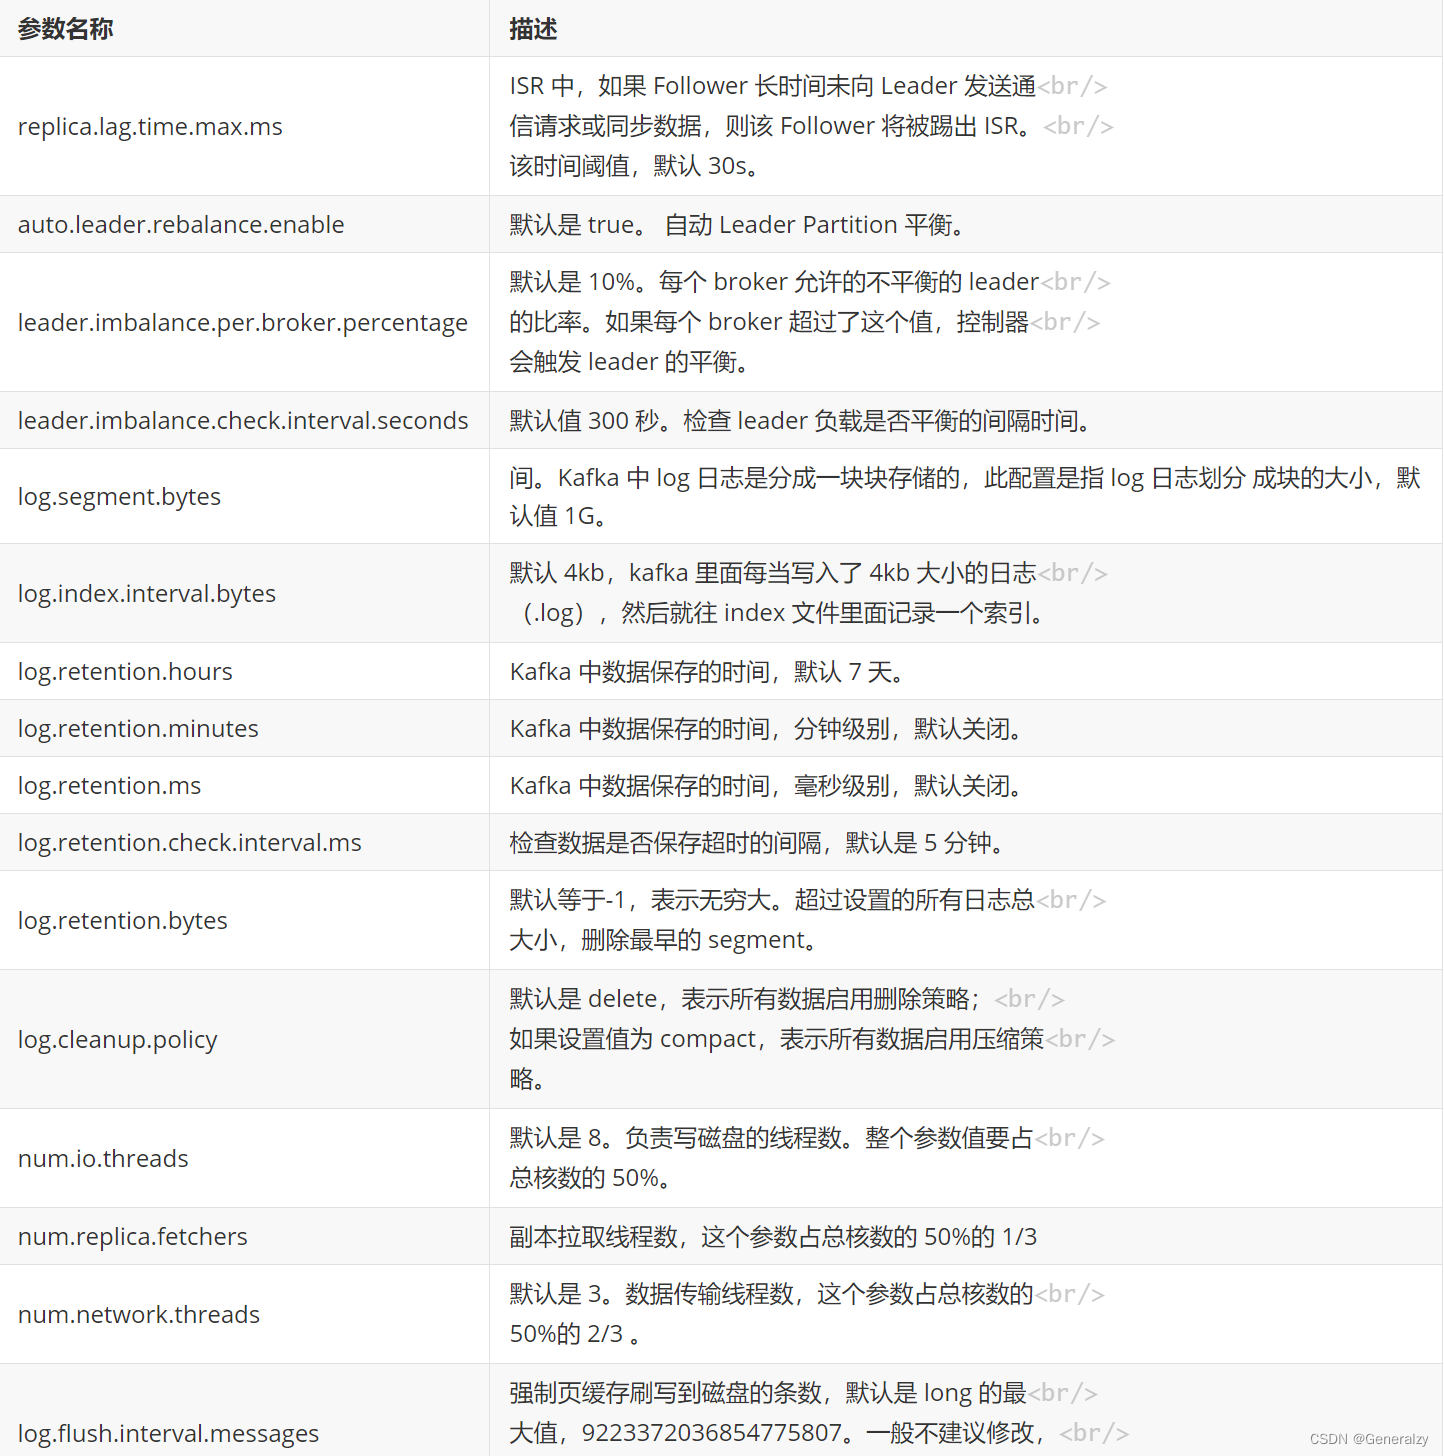 参数名称
描述
replica.lag.time.max.ms
ISR 中，如果 Follower 长时间未向 Leader 发送通<br/>
信请求或同步数据，则该 Follower 将被踢出 ISR。<br/>
该时间阈值，默认 30s。
auto.leader.rebalance.enable
默认是 true。 自动 Leader Partition 平衡。
leader.imbalance.per.broker.percentage
默认是 10%。每个 broker 允许的不平衡的 leader<br/>
的比率。如果每个 broker 超过了这个值，控制器<br/>
会触发 leader 的平衡。
leader.imbalance.check.interval.seconds
默认值 300 秒。检查 leader 负载是否平衡的间隔时间。
log.segment.bytes
间。Kafka 中 log 日志是分成一块块存储的，此配置是指 log 日志划分 成块的大小，默
认值 1G。
log.index.interval.bytes
默认 4kb，kafka 里面每当写入了 4kb 大小的日志<br/>
（.log），然后就往 index 文件里面记录一个索引。
log.retention.hours
Kafka 中数据保存的时间，默认 7 天。
log.retention.minutes
Kafka 中数据保存的时间，分钟级别，默认关闭。
log.retention.ms
Kafka 中数据保存的时间，毫秒级别，默认关闭。
log.retention.check.interval.ms
检查数据是否保存超时的间隔，默认是 5 分钟。
log.retention.bytes
默认等于-1，表示无穷大。超过设置的所有日志总<br/>
大小，删除最早的 segment。
log.cleanup.policy
默认是 delete，表示所有数据启用删除策略；<br/>
如果设置值为 compact，表示所有数据启用压缩策<br/>
略。
num.io.threads
默认是 8。负责写磁盘的线程数。整个参数值要占<br/>
总核数的 50%。
num.replica.fetchers
副本拉取线程数，这个参数占总核数的 50%的 1/3
num.network.threads
默认是 3。数据传输线程数，这个参数占总核数的<br/>
50%的 2/3 。
log.flush.interval.messages
强制页缓存刷写到磁盘的条数，默认是 long 的最<br/>
大值，9223372036854775807。一般不建议修改，<br/>
CSDN @Generalzy